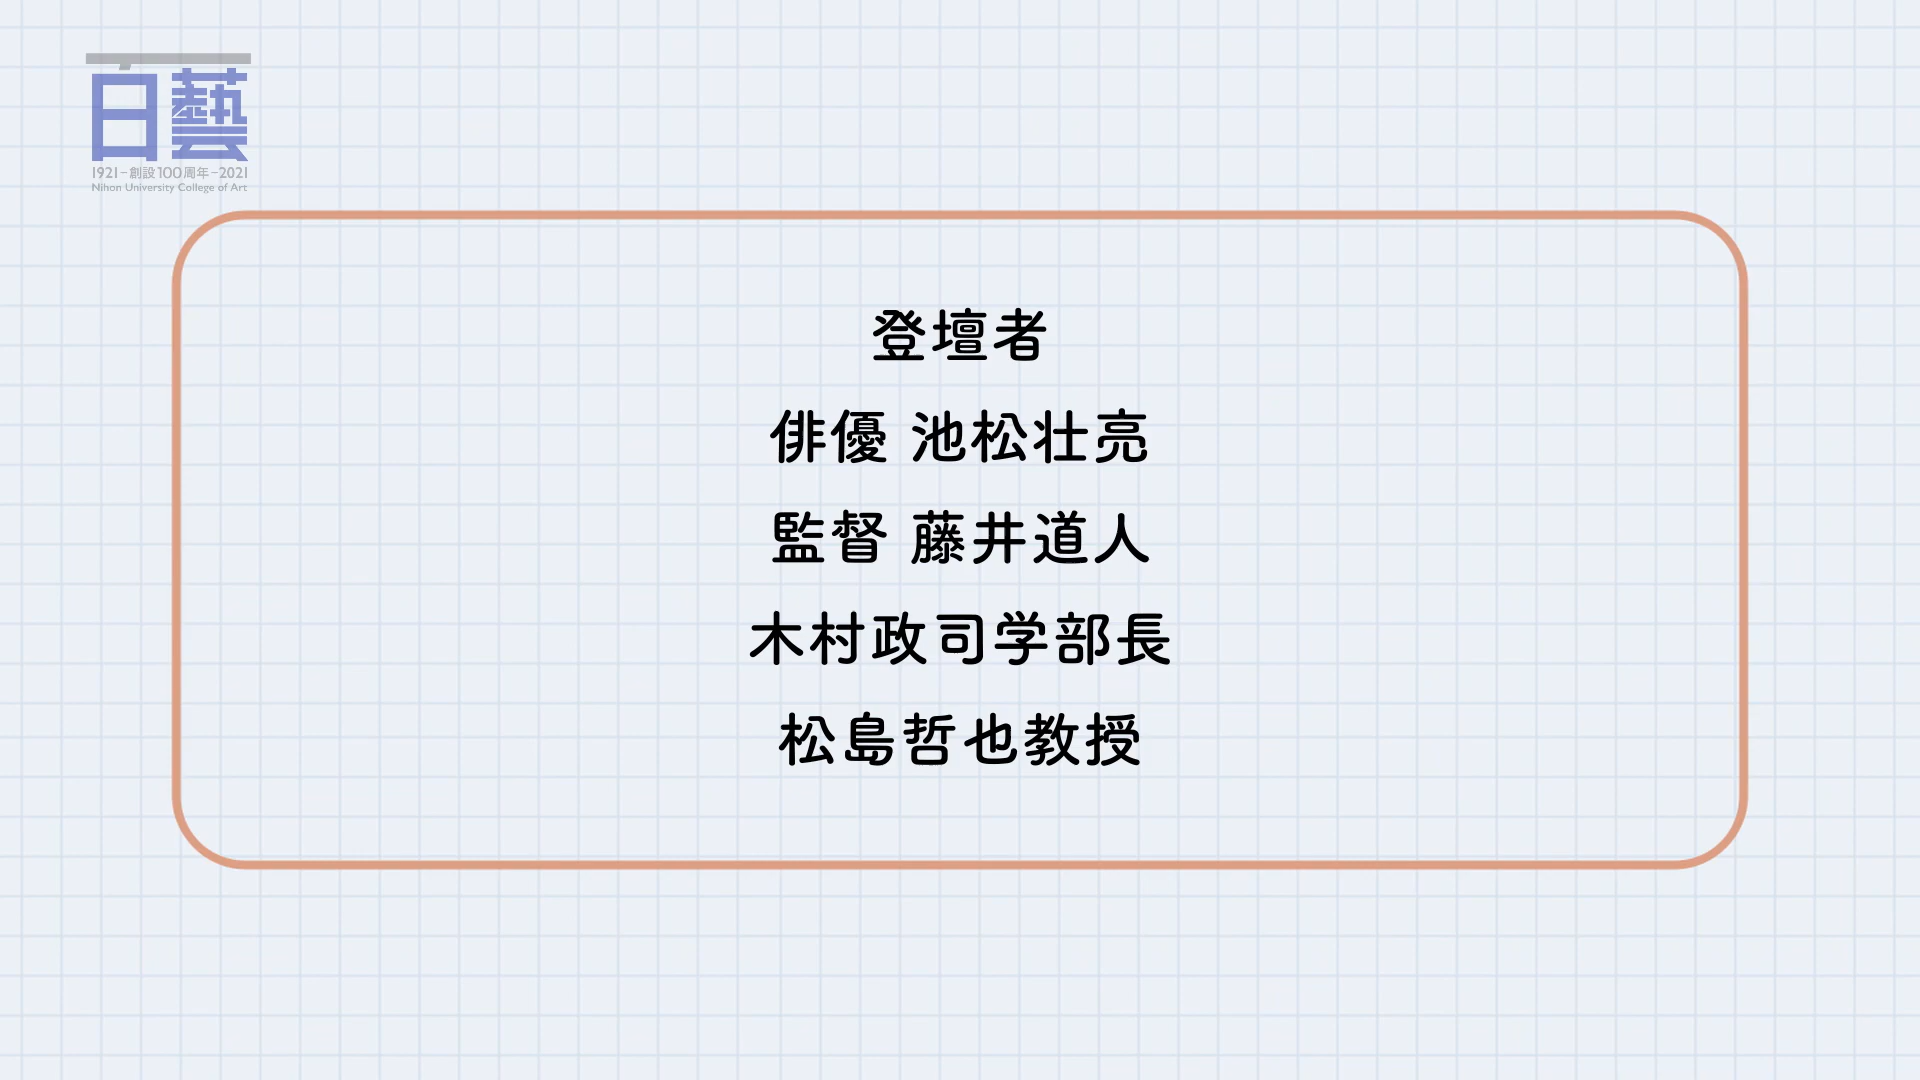 百藝
1921-創設100周年-2021
Nihon University College of Art
登壇者
俳優 池松壮亮
監督 藤井道人
木村政司学部長
松島哲也教授